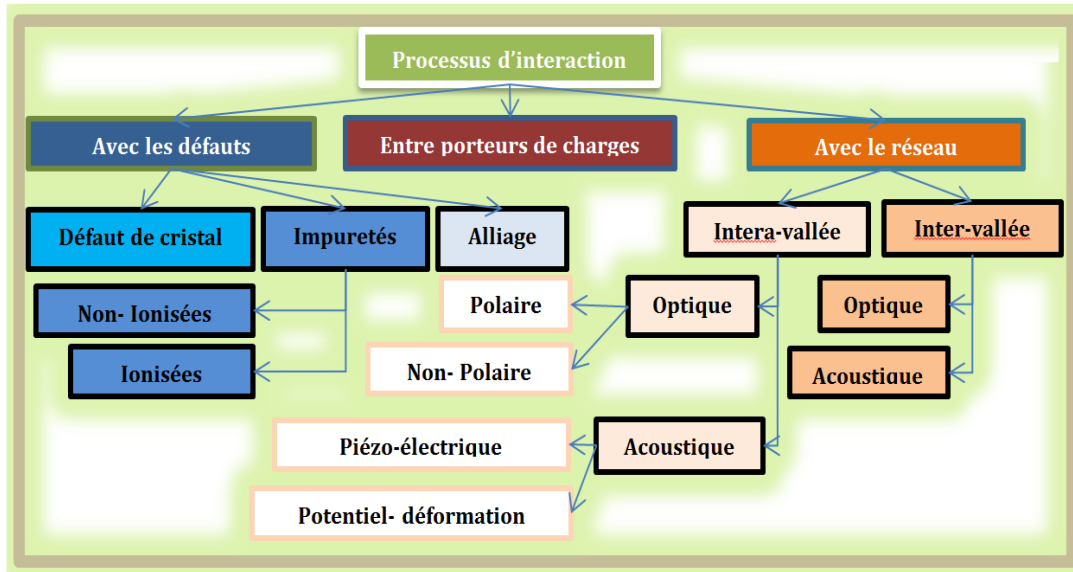 Processus d'interaction
Avec les défauts
Entre porteurs de charges
Avec le réseau
Défaut de cristal
Impuretés
Alliage
Intera-vallée
Inter-vallée
Non- Ionisées
Polaire
Optique
Optique
Ionisées
Non- Polaire
Acoustique
Piézo-électrique
Acoustique
Potentiel- déformation